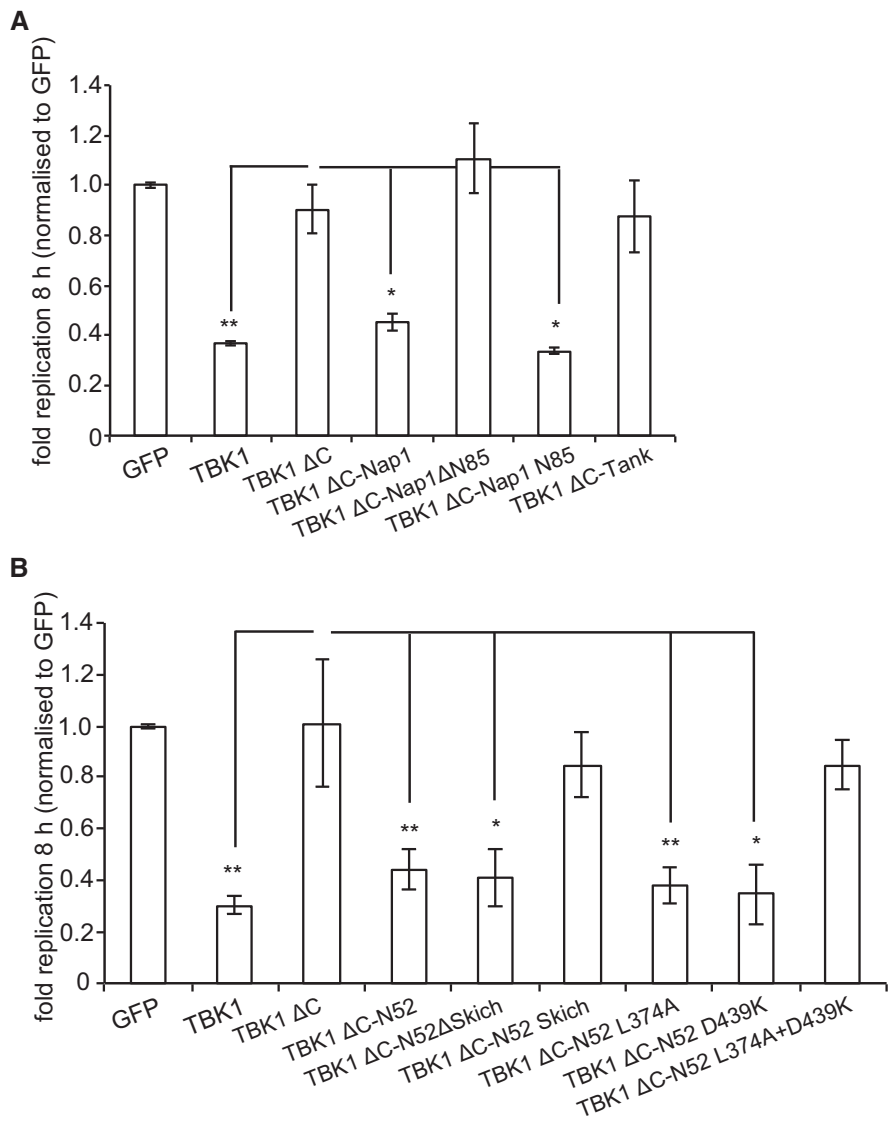 A
fold replication 8 h (normalised to GFP)
1.4
1.2
1.0
0.8
0.6
0.4
0.2
0
**
*
*
GFP
TBK1
TBK1 ΔC
TBK1 ΔC-Nap1
TBK1 ΔC-Nap1ΔN85
TBK1 ΔC-Nap1 N85
TBK1 ΔC-Tank
B
fold replication 8 h (normalised to GFP)
1.4
1.2
1.0
0.8
0.6
0.4
0.2
0
**
**
*
**
*
GFP
TBK1
TBK1 ΔC
TBK1 ΔC-N52
TBK1 ΔC-N52ΔSkich
TBK1 ΔC-N52 Skich
TBK1 ΔC-N52 L374A
TBK1 ΔC-N52 D439K
TBK1 ΔC-N52 L374A+D439K